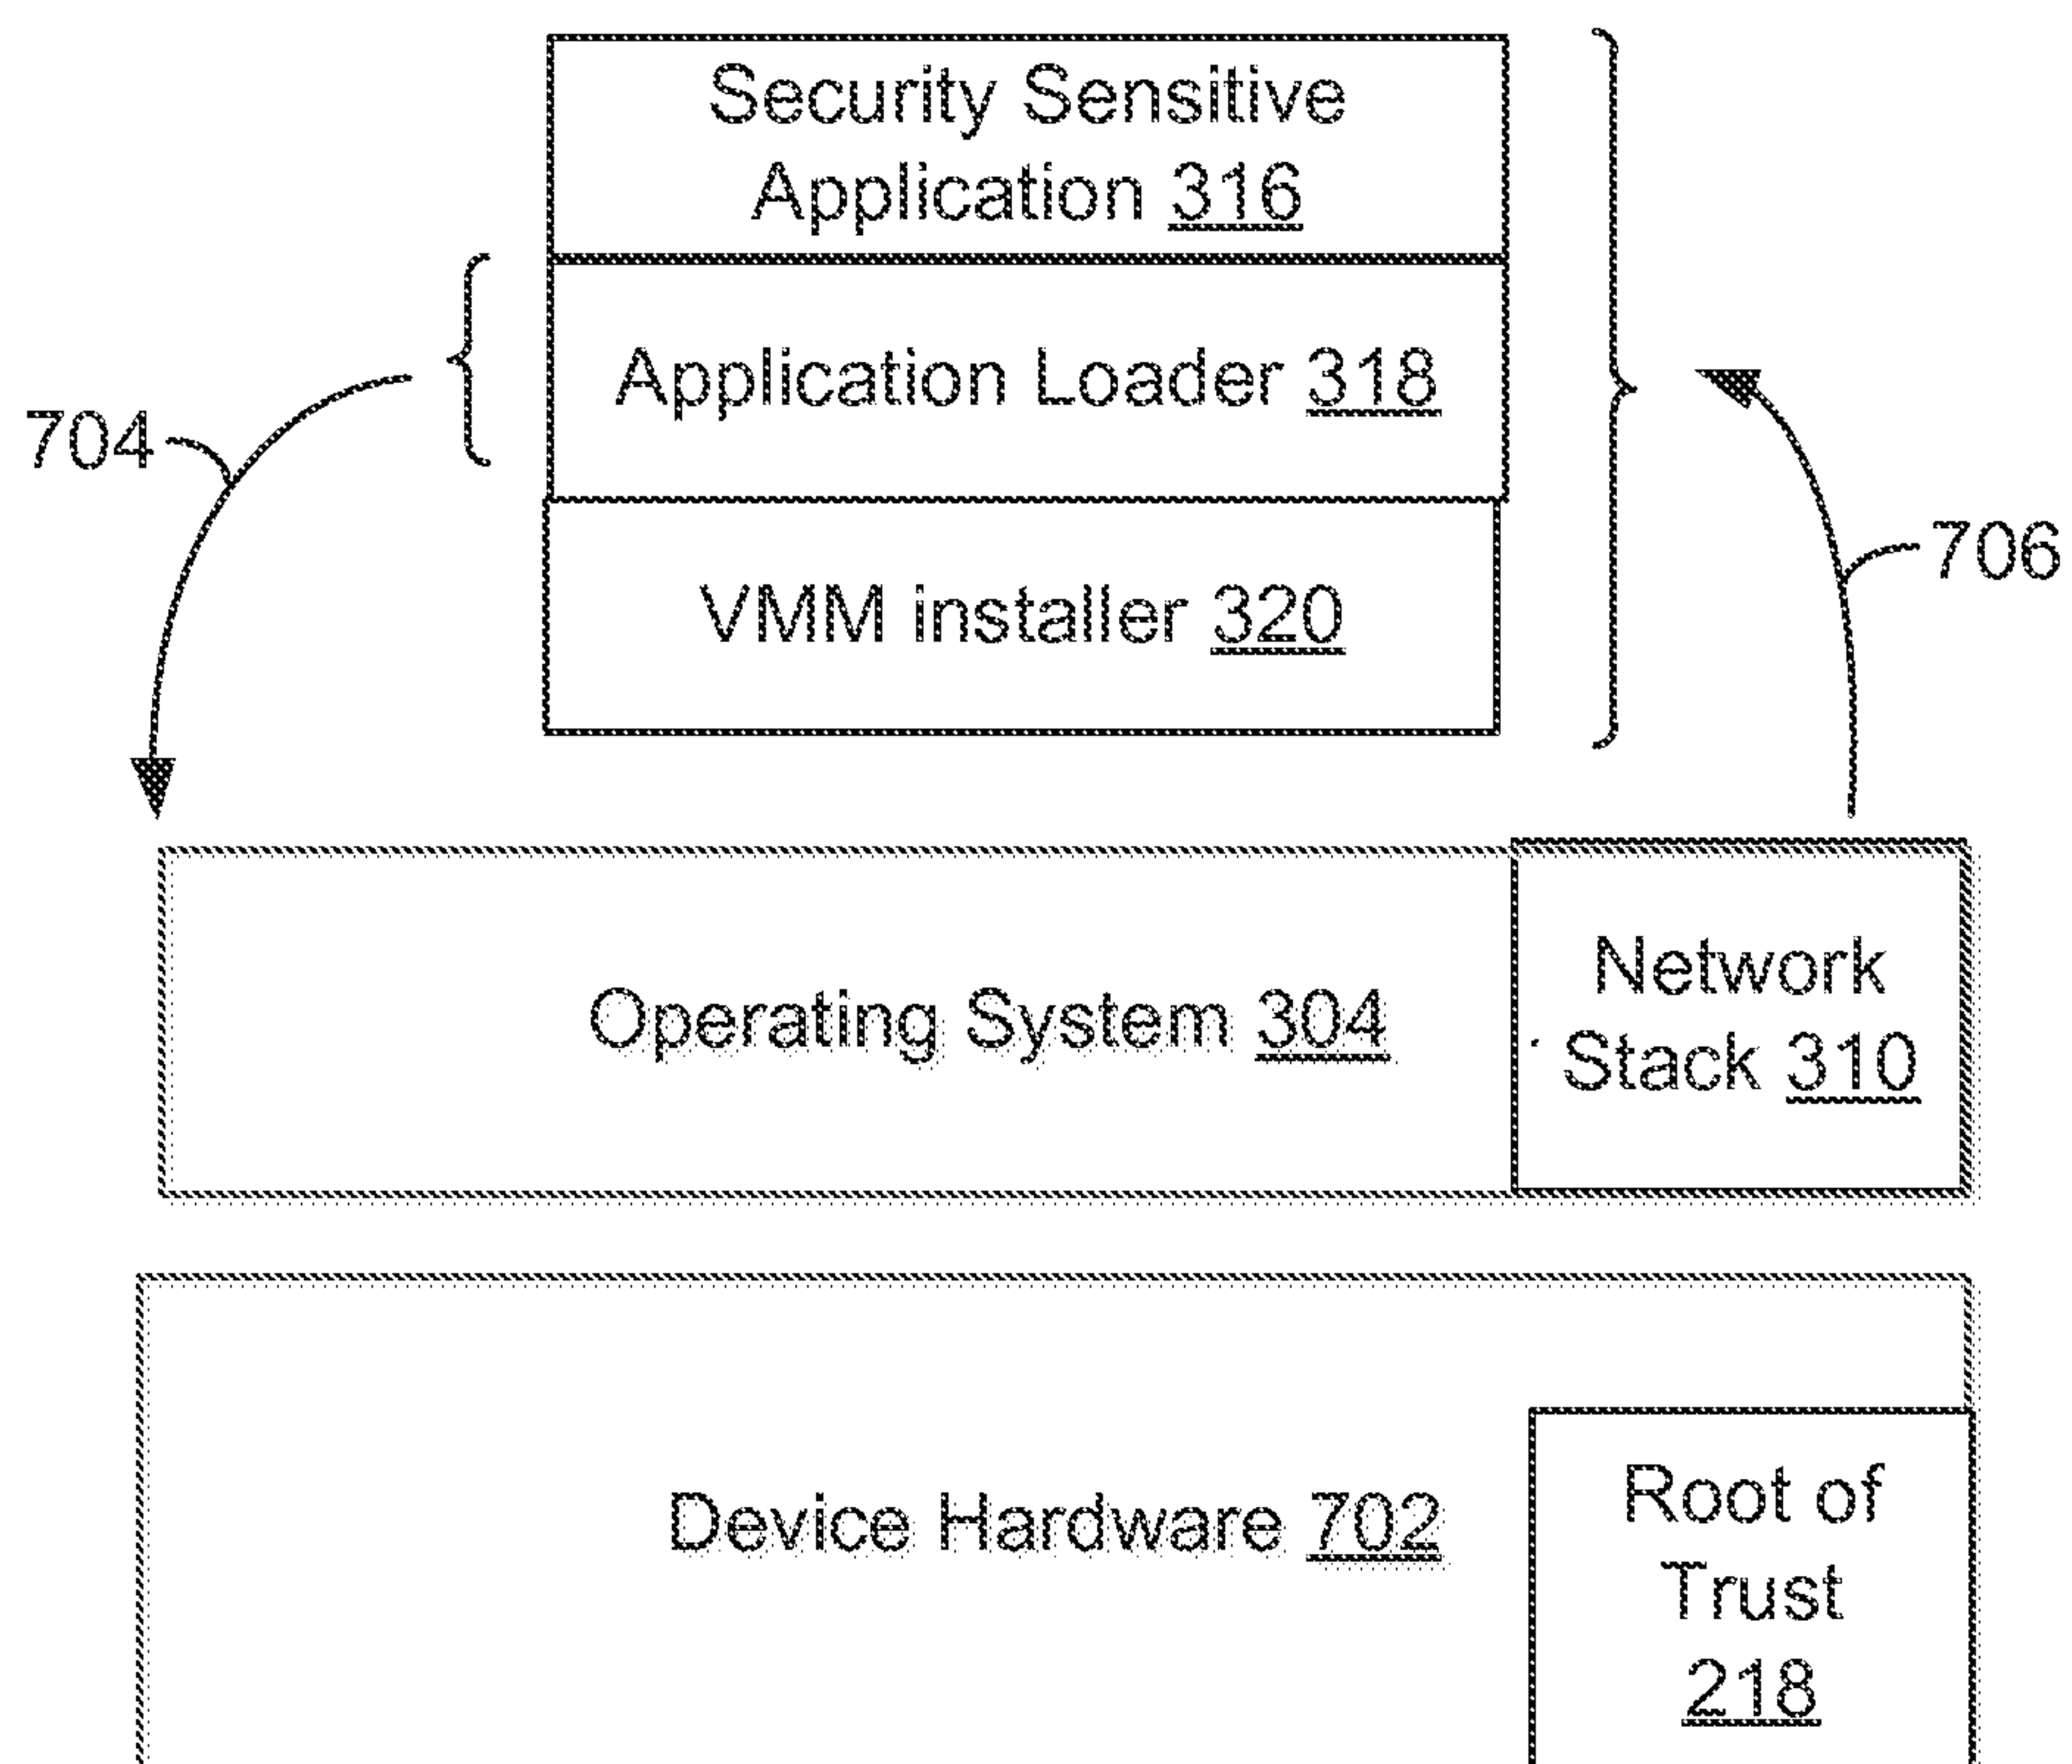 Security Sensitive
Application 316
Application Loader 318
704
VMM installer 320
706
Operating System 304
Network
Stack 310
Device Hardware 702
Root of
Trust
218